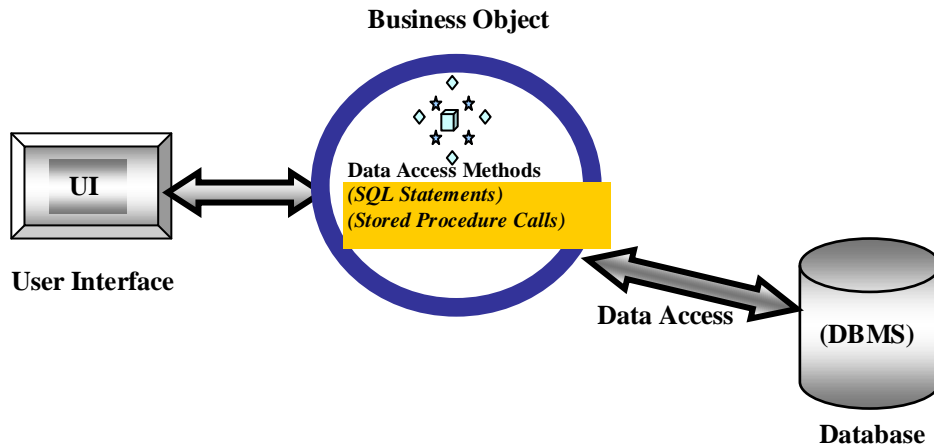 Business Object
Data Access Methods
(SQL Statements)
(Stored Procedure Calls)
UI
User Interface
Data Access
(DBMS)
Database